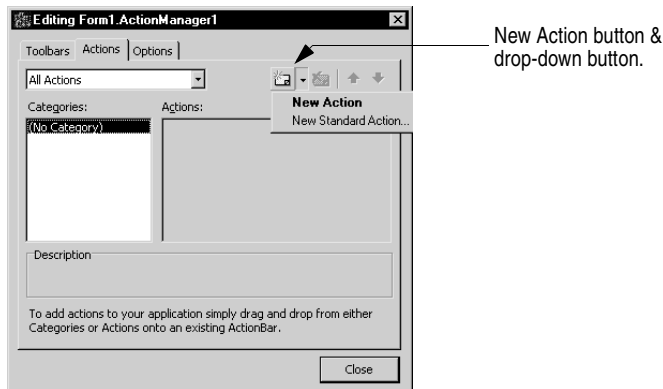 Editing Form1.ActionManager1
Toolbars Actions Options
All Actions
Categories: Actions:
(No Category)
New Action
New Standard Action...
Description
To add actions to your application simply drag and drop from either
Categories or Actions onto an existing ActionBar.
Close
New Action button &
drop-down button.